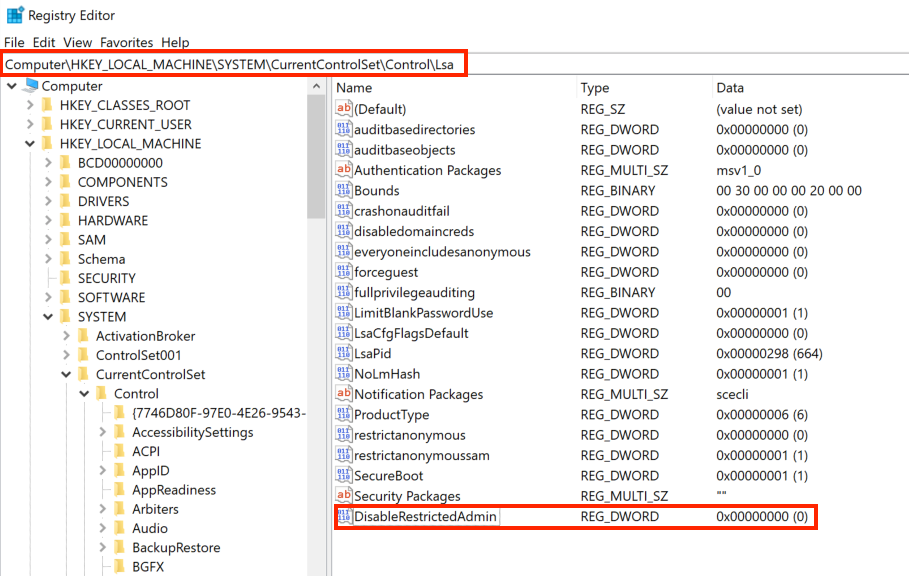 Registry Editor
File Edit View Favorites Help
Computer\HKEY_LOCAL_MACHINE\SYSTEM\CurrentControlSet\Control\Lsa
Computer
HKEY_CLASSES_ROOT
HKEY_CURRENT_USER
HKEY_LOCAL_MACHINE
BCD00000000
COMPONENTS
DRIVERS
HARDWARE
SAM
Schema
SECURITY
SOFTWARE
SYSTEM
ActivationBroker
ControlSet001
CurrentControlSet
Control
{7746D80F-97E0-4E26-9543-
AccessibilitySettings
ACPI
AppID
AppReadiness
Arbiters
Audio
BackupRestore
BGFX
Name Type Data
(Default) REG_SZ (value not set)
auditbasedirectories REG_DWORD 0x00000000 (0)
auditbaseobjects REG_DWORD 0x00000000 (0)
Authentication Packages REG_MULTI_SZ msv1_0
Bounds REG_BINARY 00 30 00 00 00 20 00 00
crashonauditfail REG_DWORD 0x00000000 (0)
disabledomaincreds REG_DWORD 0x00000000 (0)
everyoneincludesanonymous REG_DWORD 0x00000000 (0)
forceguest REG_DWORD 0x00000000 (0)
fullprivilegeauditing REG_BINARY 00
LimitBlankPasswordUse REG_DWORD 0x00000001 (1)
LsaCfgFlagsDefault REG_DWORD 0x00000000 (0)
LsaPid REG_DWORD 0x00000298 (664)
NoLmHash REG_DWORD 0x00000001 (1)
Notification Packages REG_MULTI_SZ scecli
ProductType REG_DWORD 0x00000006 (6)
restrictanonymous REG_DWORD 0x00000000 (0)
restrictanonymoussam REG_DWORD 0x00000001 (1)
SecureBoot REG_DWORD 0x00000001 (1)
Security Packages REG_MULTI_SZ ""
DisableRestrictedAdmin REG_DWORD 0x00000000 (0)